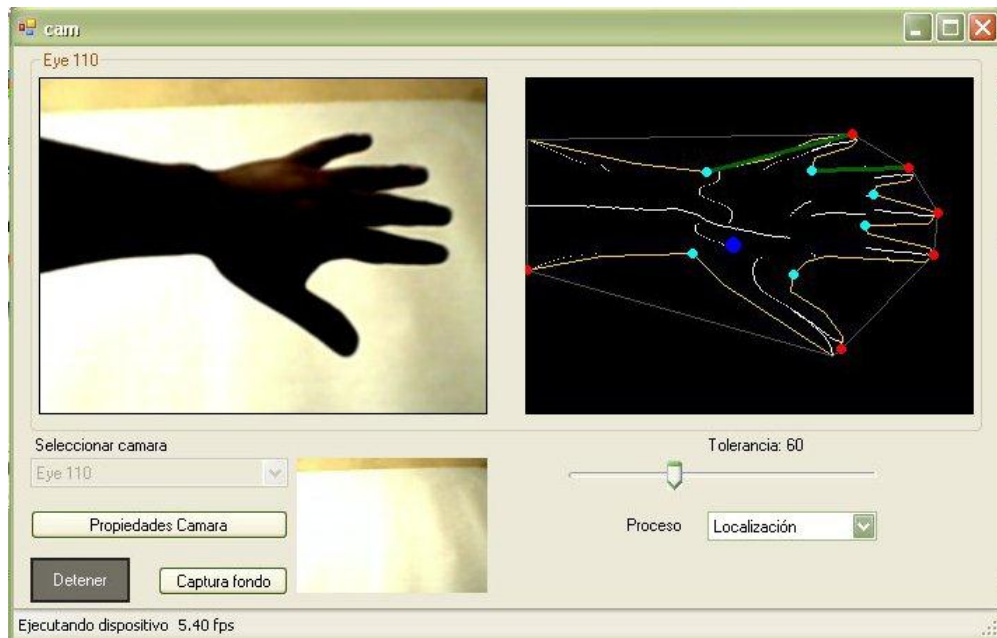 cam
Eye 110
Seleccionar camara
Tolerancia: 60
Eye 110
Propiedades Camara
Proceso
Localización
Detener
Captura fondo
Ejecutando dispositivo 5.40 fps